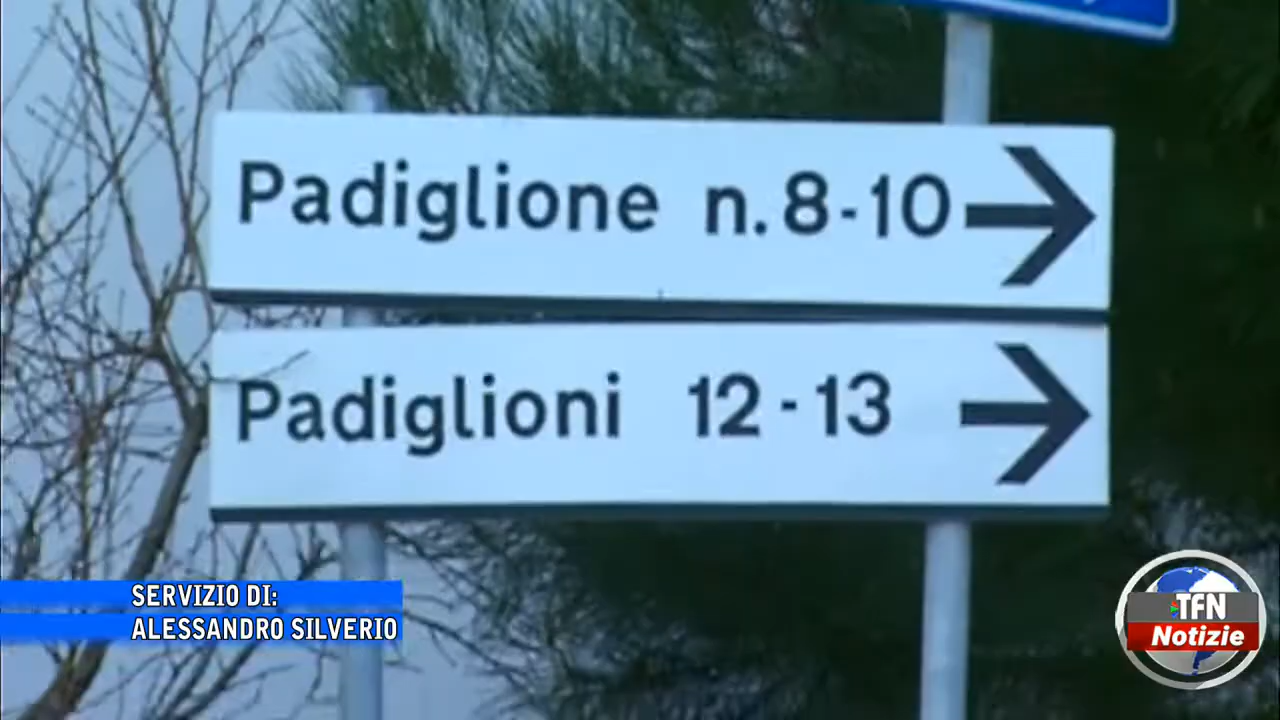 Padiglione n. 8-10
Padiglioni 12-13
SERVIZIO DI:
ALESSANDRO SILVERIO
TFN
Notizie